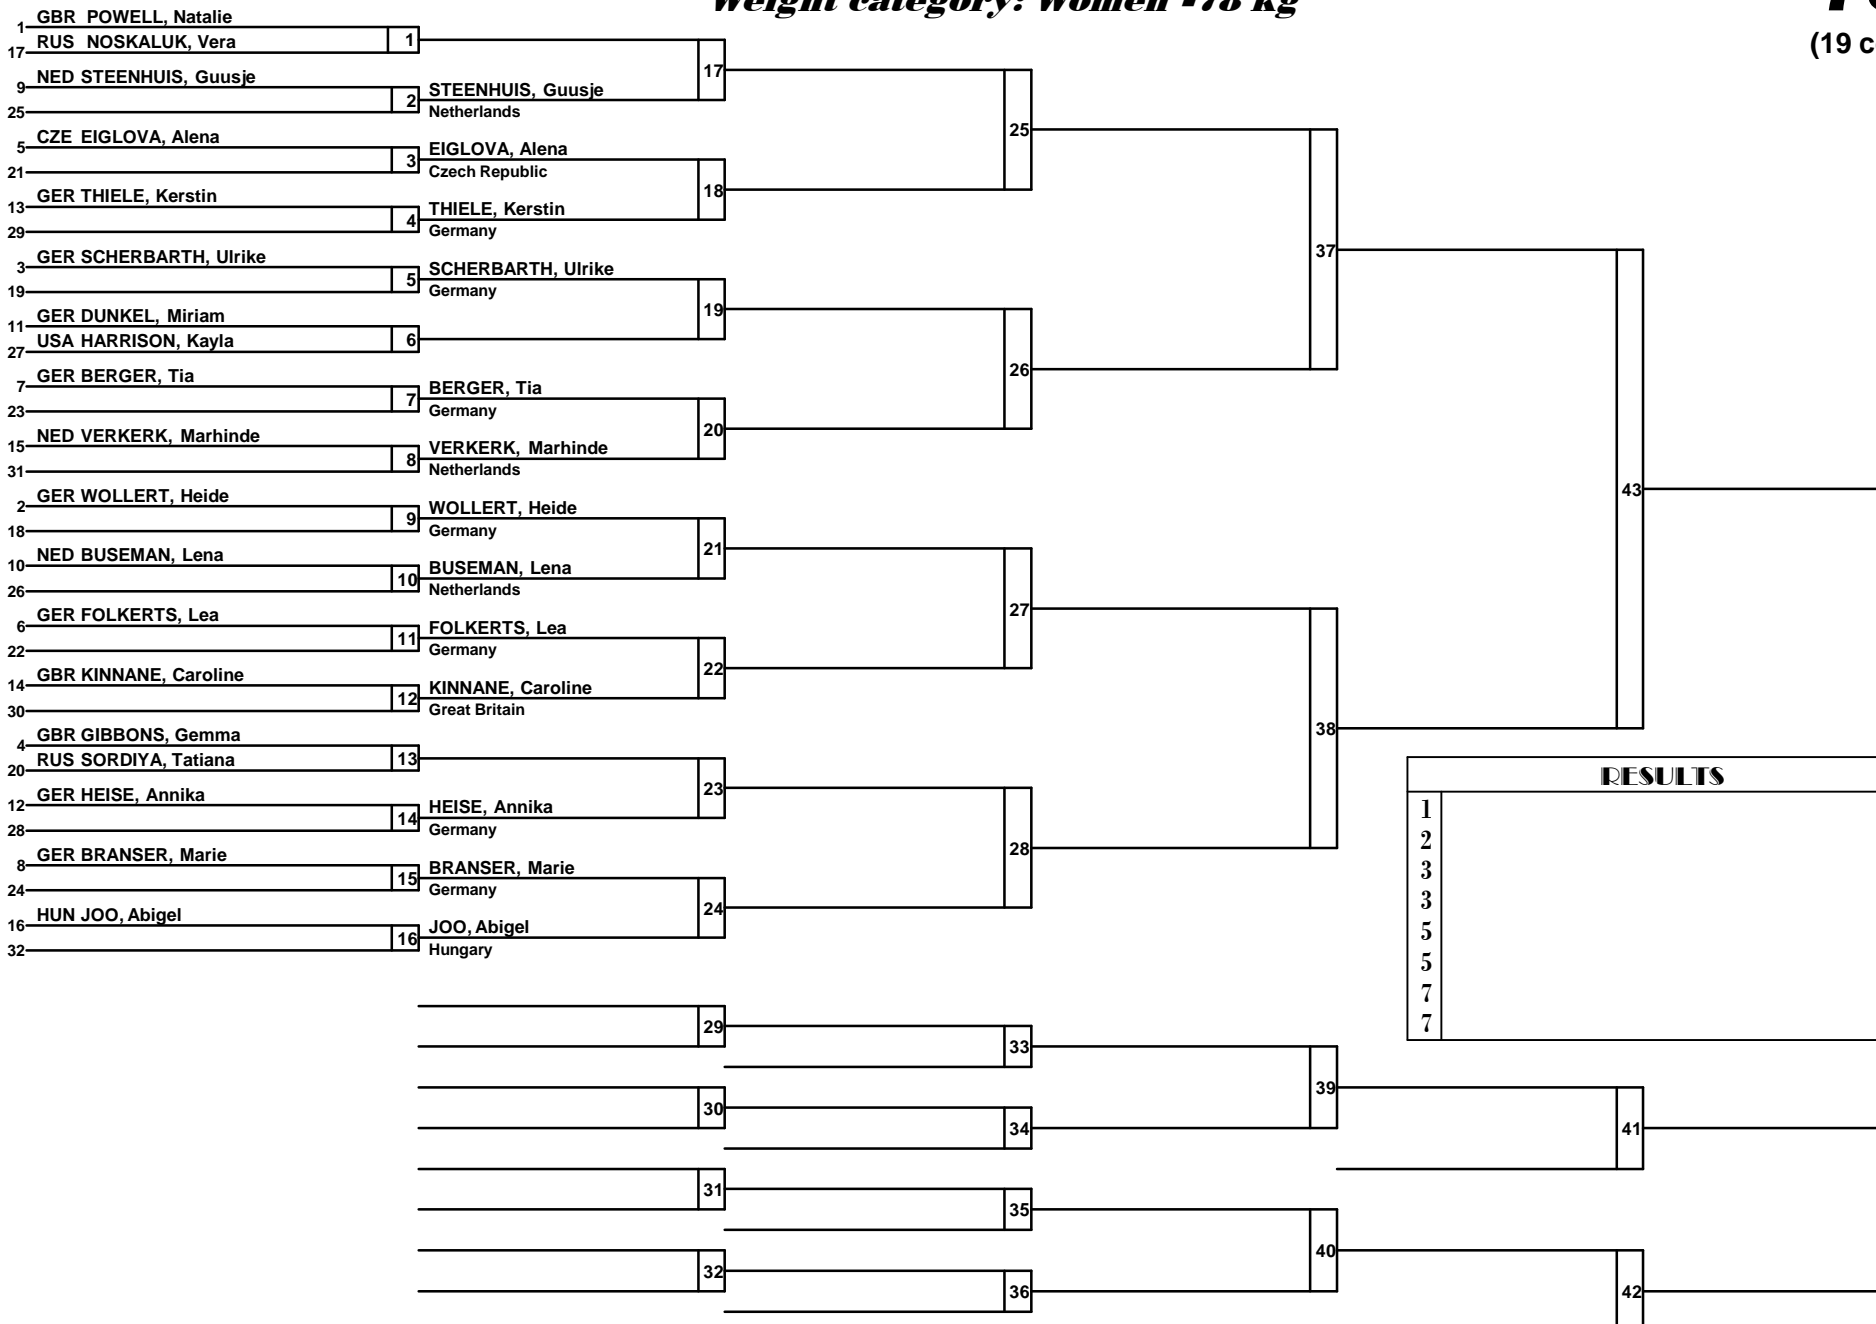 Weight category: Women -78 kg
(19 c
1 GBR POWELL, Natalie
17 RUS NOSKALUK, Vera
1
9 NED STEENHUIS, Guusje
25
2
STEENHUIS, Guusje
Netherlands
17
5 CZE EIGLOVA, Alena
21
3
EIGLOVA, Alena
Czech Republic
13 GER THIELE, Kerstin
29
4
THIELE, Kerstin
Germany
18
25
3 GER SCHERBARTH, Ulrike
19
5
SCHERBARTH, Ulrike
Germany
11 GER DUNKEL, Miriam
27 USA HARRISON, Kayla
6
19
7 GER BERGER, Tia
23
7
BERGER, Tia
Germany
15 NED VERKERK, Marhinde
31
8
VERKERK, Marhinde
Netherlands
20
26
37
2 GER WOLLERT, Heide
18
9
WOLLERT, Heide
Germany
10 NED BUSEMAN, Lena
26
10
BUSEMAN, Lena
Netherlands
21
6 GER FOLKERTS, Lea
22
11
FOLKERTS, Lea
Germany
14 GBR KINNANE, Caroline
30
12
KINNANE, Caroline
Great Britain
22
27
4 GBR GIBBONS, Gemma
20 RUS SORDIYA, Tatiana
13
12 GER HEISE, Annika
28
14
HEISE, Annika
Germany
23
8 GER BRANSER, Marie
24
15
BRANSER, Marie
Germany
16 HUN JOO, Abigel
32
16
JOO, Abigel
Hungary
24
28
38
43
RESULTS
1
2
3
3
5
5
7
7
29
33
30
34
39
41
31
35
32
36
40
42